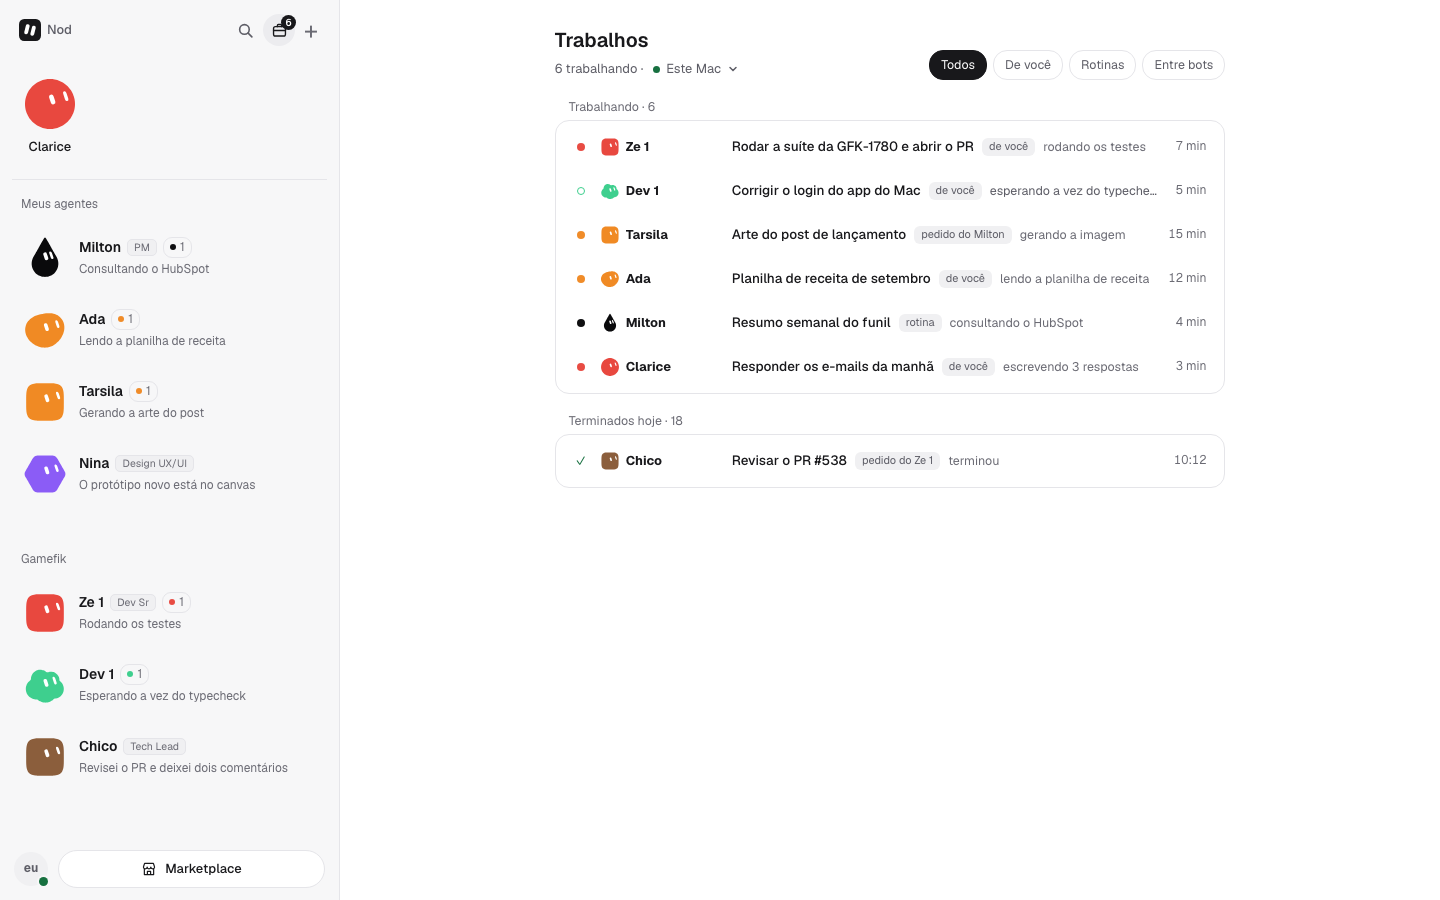 Nod
6
Clarice
Meus agentes
Milton PM 1
Consultando o HubSpot
Ada 1
Lendo a planilha de receita
Tarsila 1
Gerando a arte do post
Nina Design UX/UI
O protótipo novo está no canvas
Gamefik
Ze 1 Dev Sr 1
Rodando os testes
Dev 1 1
Esperando a vez do typecheck
Chico Tech Lead
Revisei o PR e deixei dois comentários
eu Marketplace
Trabalhos
6 trabalhando · Este Mac
Todos De você Rotinas Entre bots
Trabalhando · 6
Ze 1 Rodar a suíte da GFK-1780 e abrir o PR de você rodando os testes 7 min
Dev 1 Corrigir o login do app do Mac de você esperando a vez do typeche... 5 min
Tarsila Arte do post de lançamento pedido do Milton gerando a imagem 15 min
Ada Planilha de receita de setembro de você lendo a planilha de receita 12 min
Milton Resumo semanal do funil rotina consultando o HubSpot 4 min
Clarice Responder os e-mails da manhã de você escrevendo 3 respostas 3 min
Terminados hoje · 18
Chico Revisar o PR #538 pedido do Ze 1 terminou 10:12